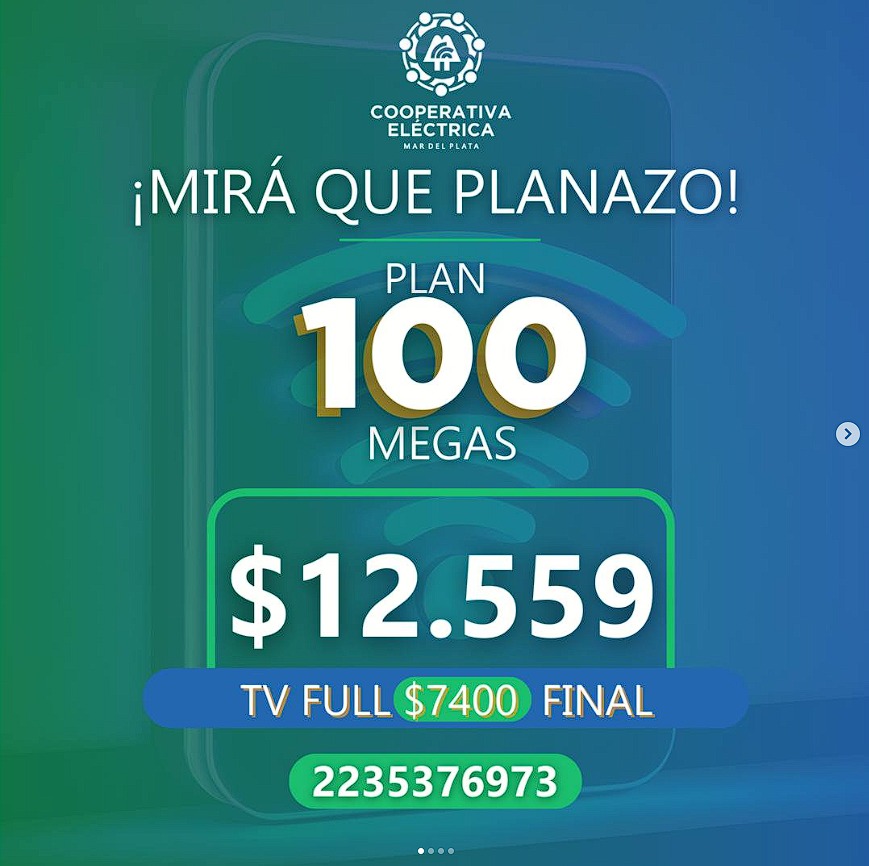 COOPERATIVA
ELÉCTRICA
MAR DEL PLATA
¡MIRÁ QUE PLANAZO!
PLAN
100
MEGAS
$12.559
TV FULL $7400 FINAL
2235376973